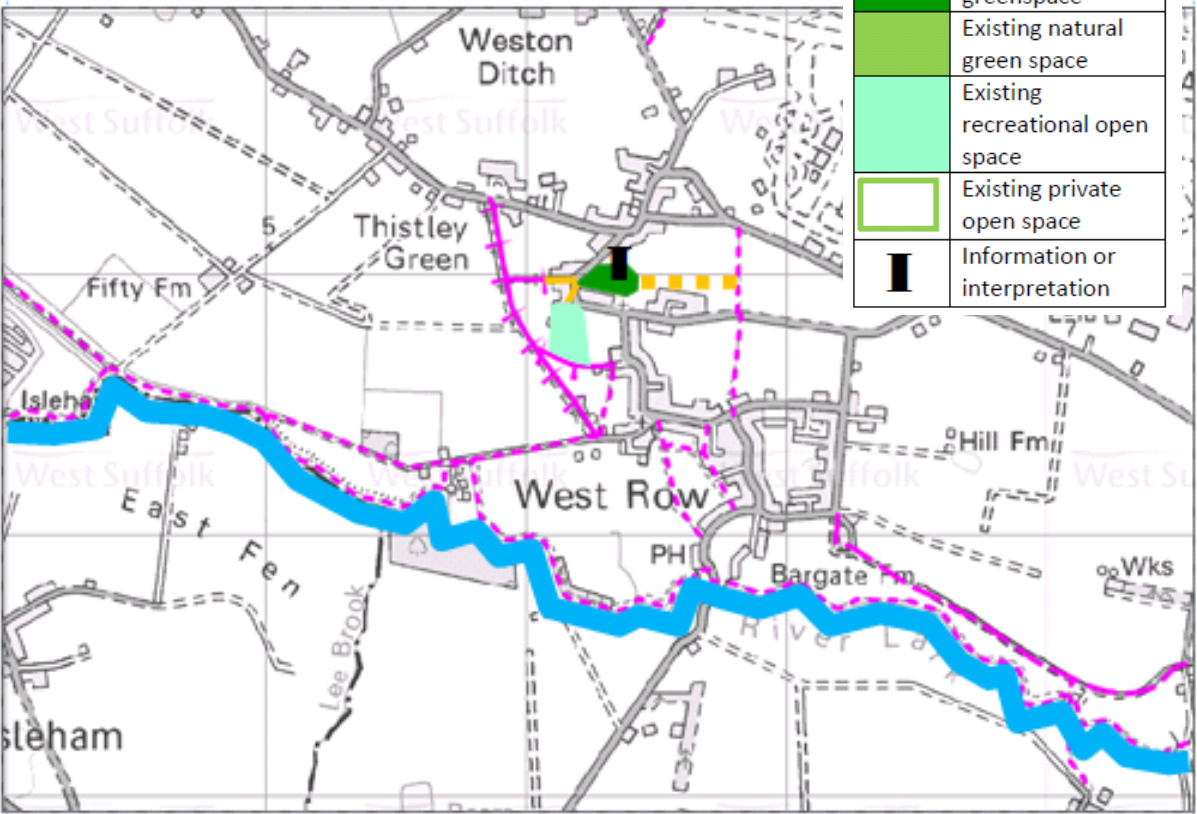 greenspace
Existing natural
green space
Existing
recreational open
space
Existing private
open space
I
Information or
interpretation
Weston
Ditch
West Suffolk
West Suffolk
Thistley
Green
5
Fifty Fm
I
Isleha
Hill Fm
West Suffolk
West Suffolk
West Suffolk
East Fen
West Row
PH
Bargate Fm
Wks
River La
Lee Brook
sleham